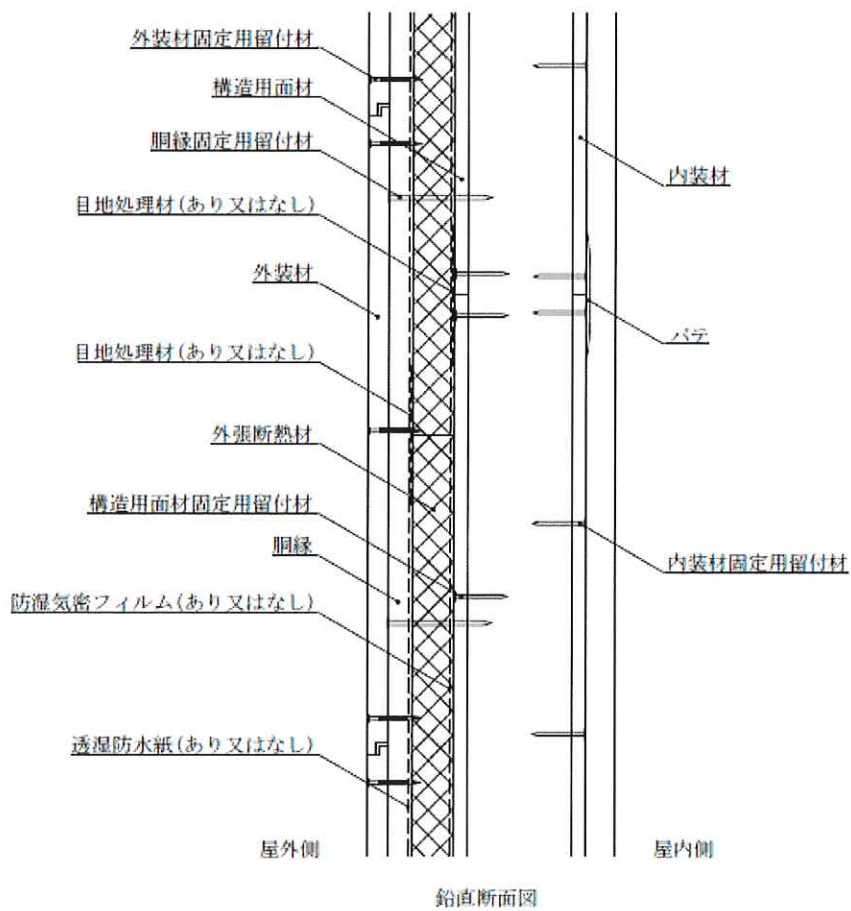 外装材固定用留付材
構造用面材
胴縁固定用留付材
目地処理材(あり又はなし)
外装材
目地処理材(あり又はなし)
外張断熱材
構造用面材固定用留付材
胴縁
防湿気密フィルム(あり又はなし)
透湿防水紙(あり又はなし)
内装材
パテ
内装材固定用留付材
屋外側
屋内側
鉛直断面図